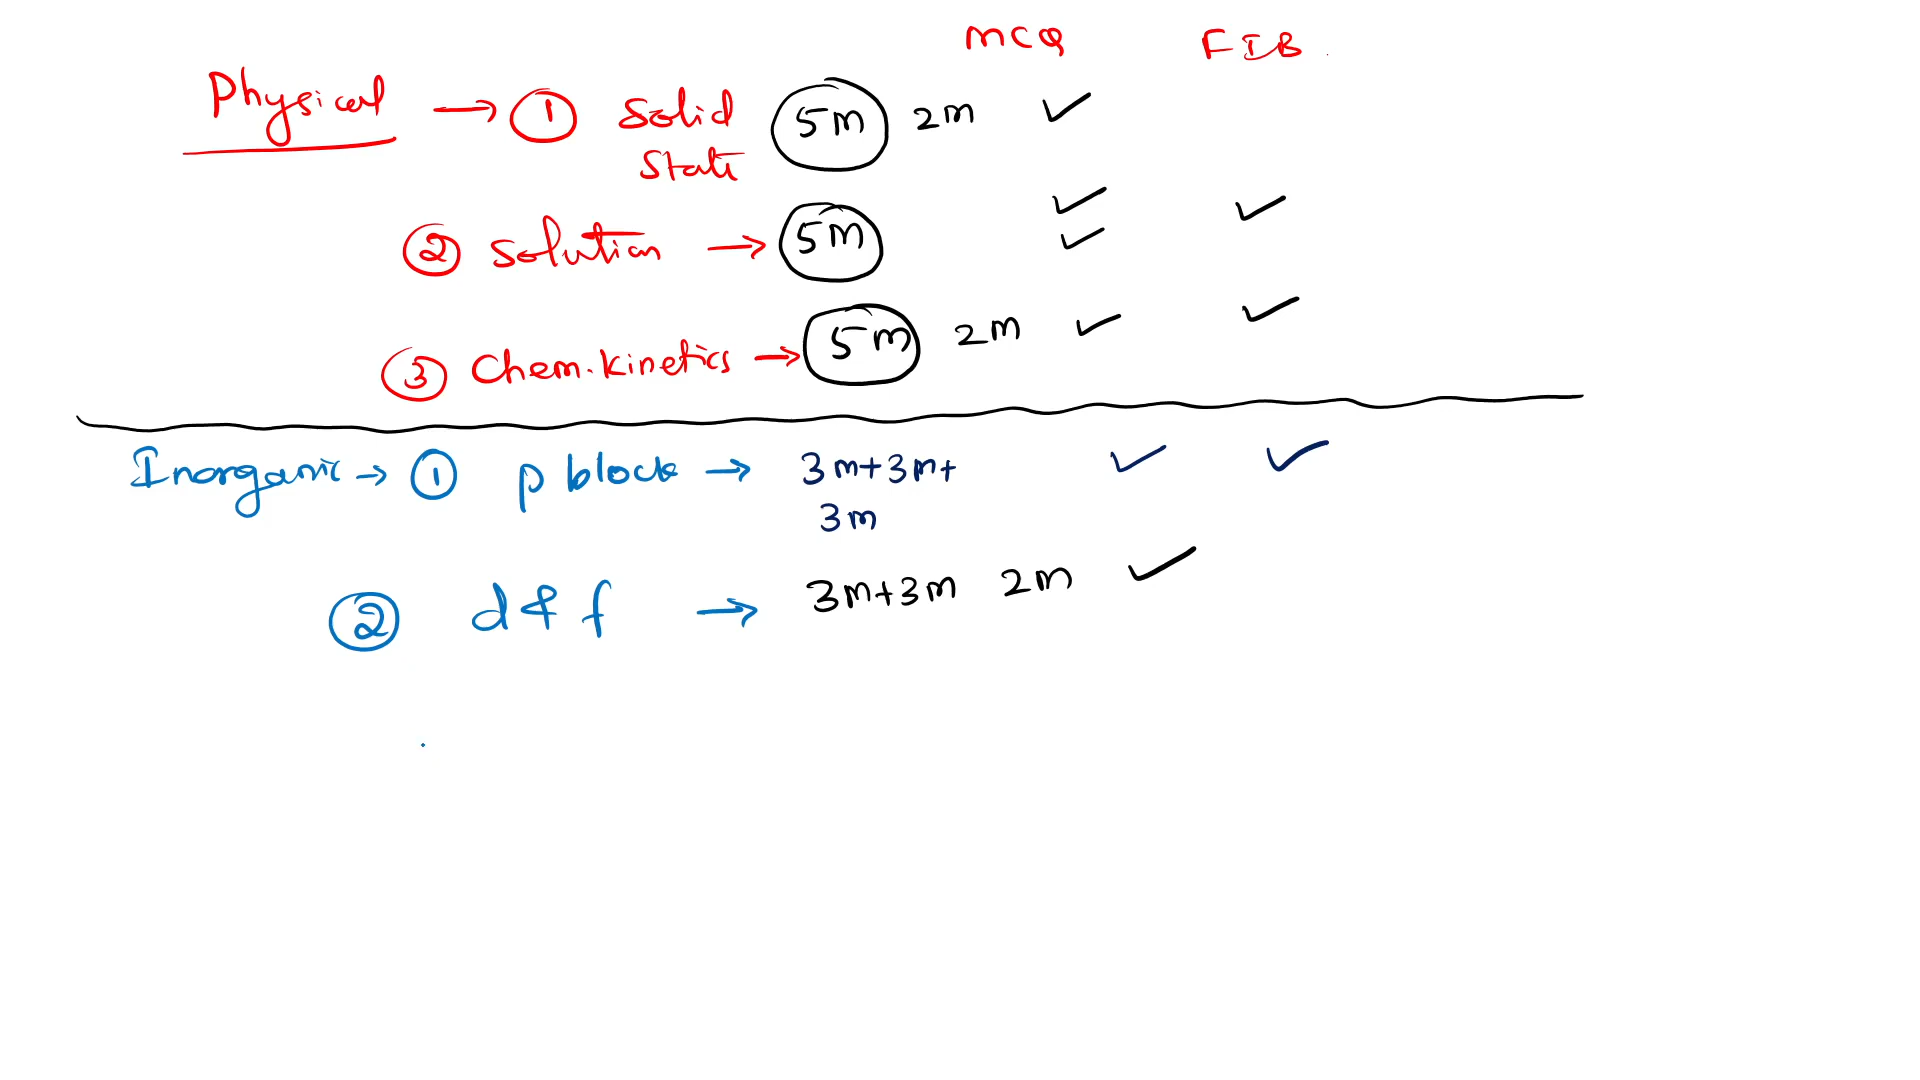 MCQ FIB
Physical → ① Solid 5m 2m ✓
State
② Solution → 5m ✓ ✓ ✓
③ Chem. Kinetics → 5m 2m ✓ ✓
Inorganic → ① p block → 3m+3m+ ✓ ✓
3m
② d & f → 3m+3m 2m ✓